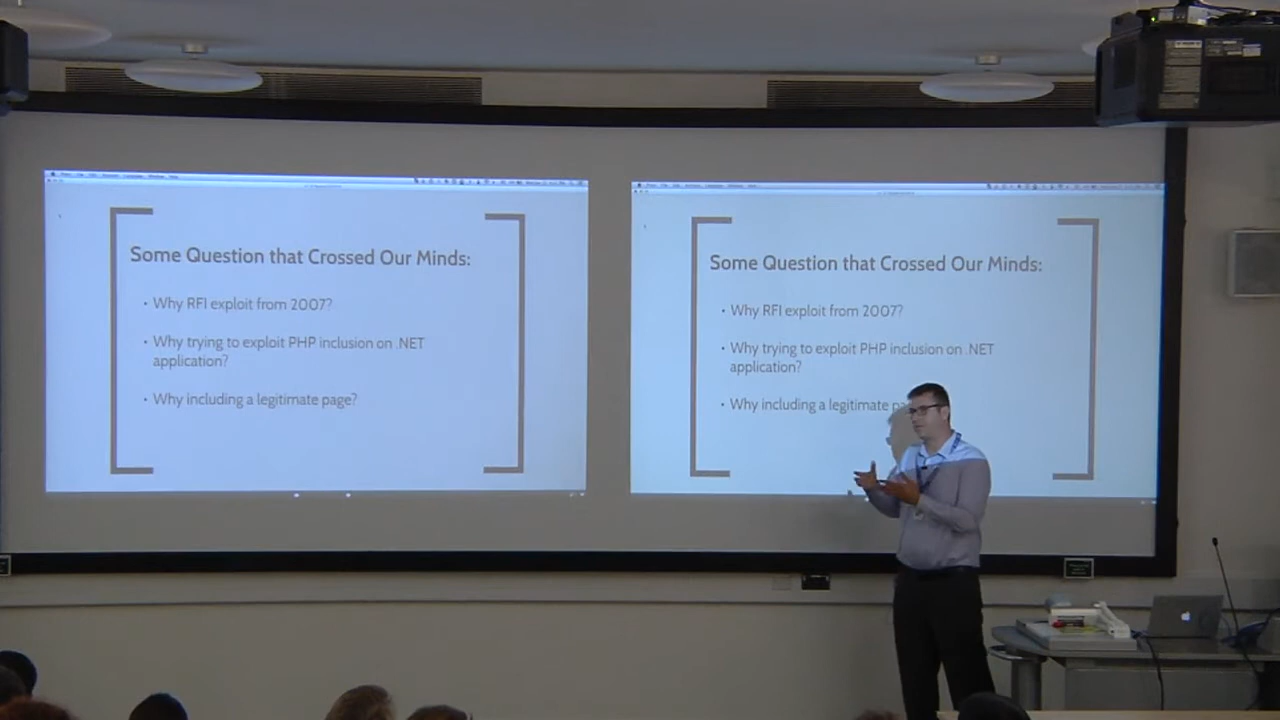 Some Question that Crossed Our Minds:
• Why RFI exploit from 2007?
• Why trying to exploit PHP inclusion on .NET
application?
• Why including a legitimate page?
Some Question that Crossed Our Minds:
• Why RFI exploit from 2007?
• Why trying to exploit PHP inclusion on .NET
application?
• Why including a legitimate